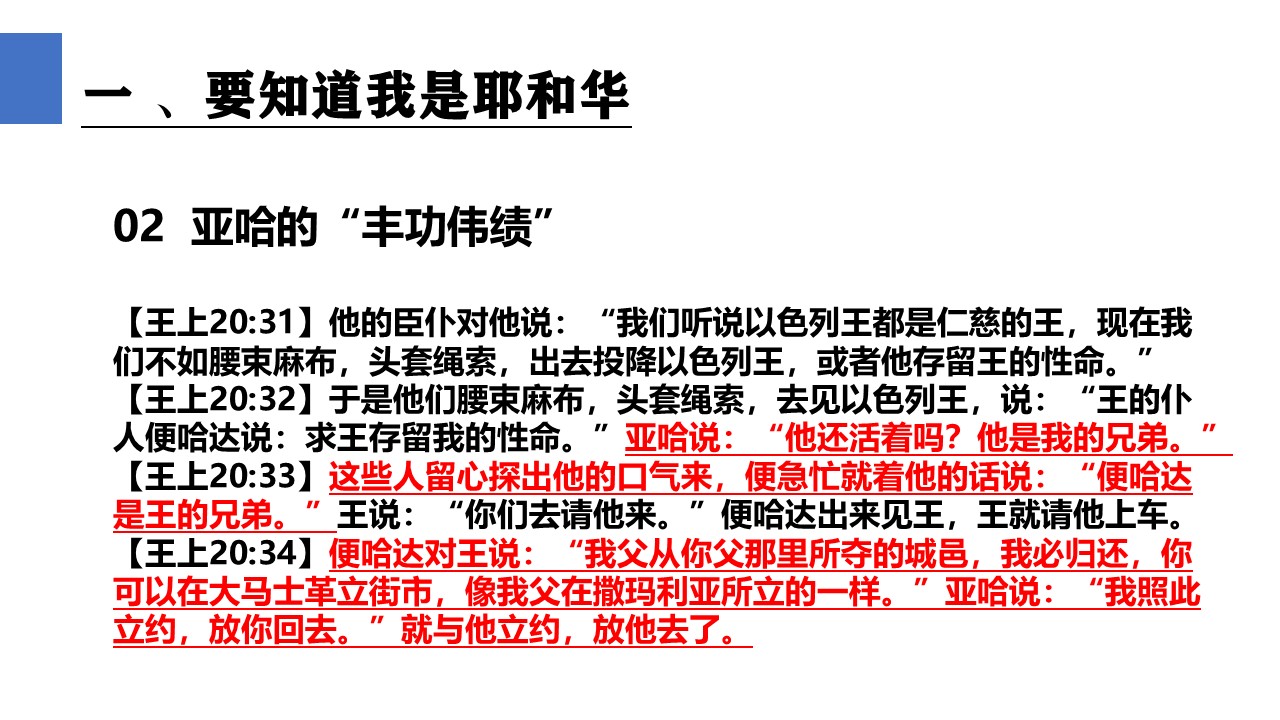 一 、要知道我是耶和华
02 亚哈的“丰功伟绩”
【王上20:31】他的臣仆对他说：“我们听说以色列王都是仁慈的王，现在我
们不如腰束麻布，头套绳索，出去投降以色列王，或者他存留王的性命。”
【王上20:32】于是他们腰束麻布，头套绳索，去见以色列王，说：“王的仆
人便哈达说：求王存留我的性命。”亚哈说：“他还活着吗？他是我的兄弟。”
【王上20:33】这些人留心探出他的口气来，便急忙就着他的话说：“便哈达
是王的兄弟。”王说：“你们去请他来。”便哈达出来见王，王就请他上车。
【王上20:34】便哈达对王说：“我父从你父那里所夺的城邑，我必归还，你
可以在大马士革立街市，像我父在撒玛利亚所立的一样。”亚哈说：“我照此
立约，放你回去。”就与他立约，放他去了。